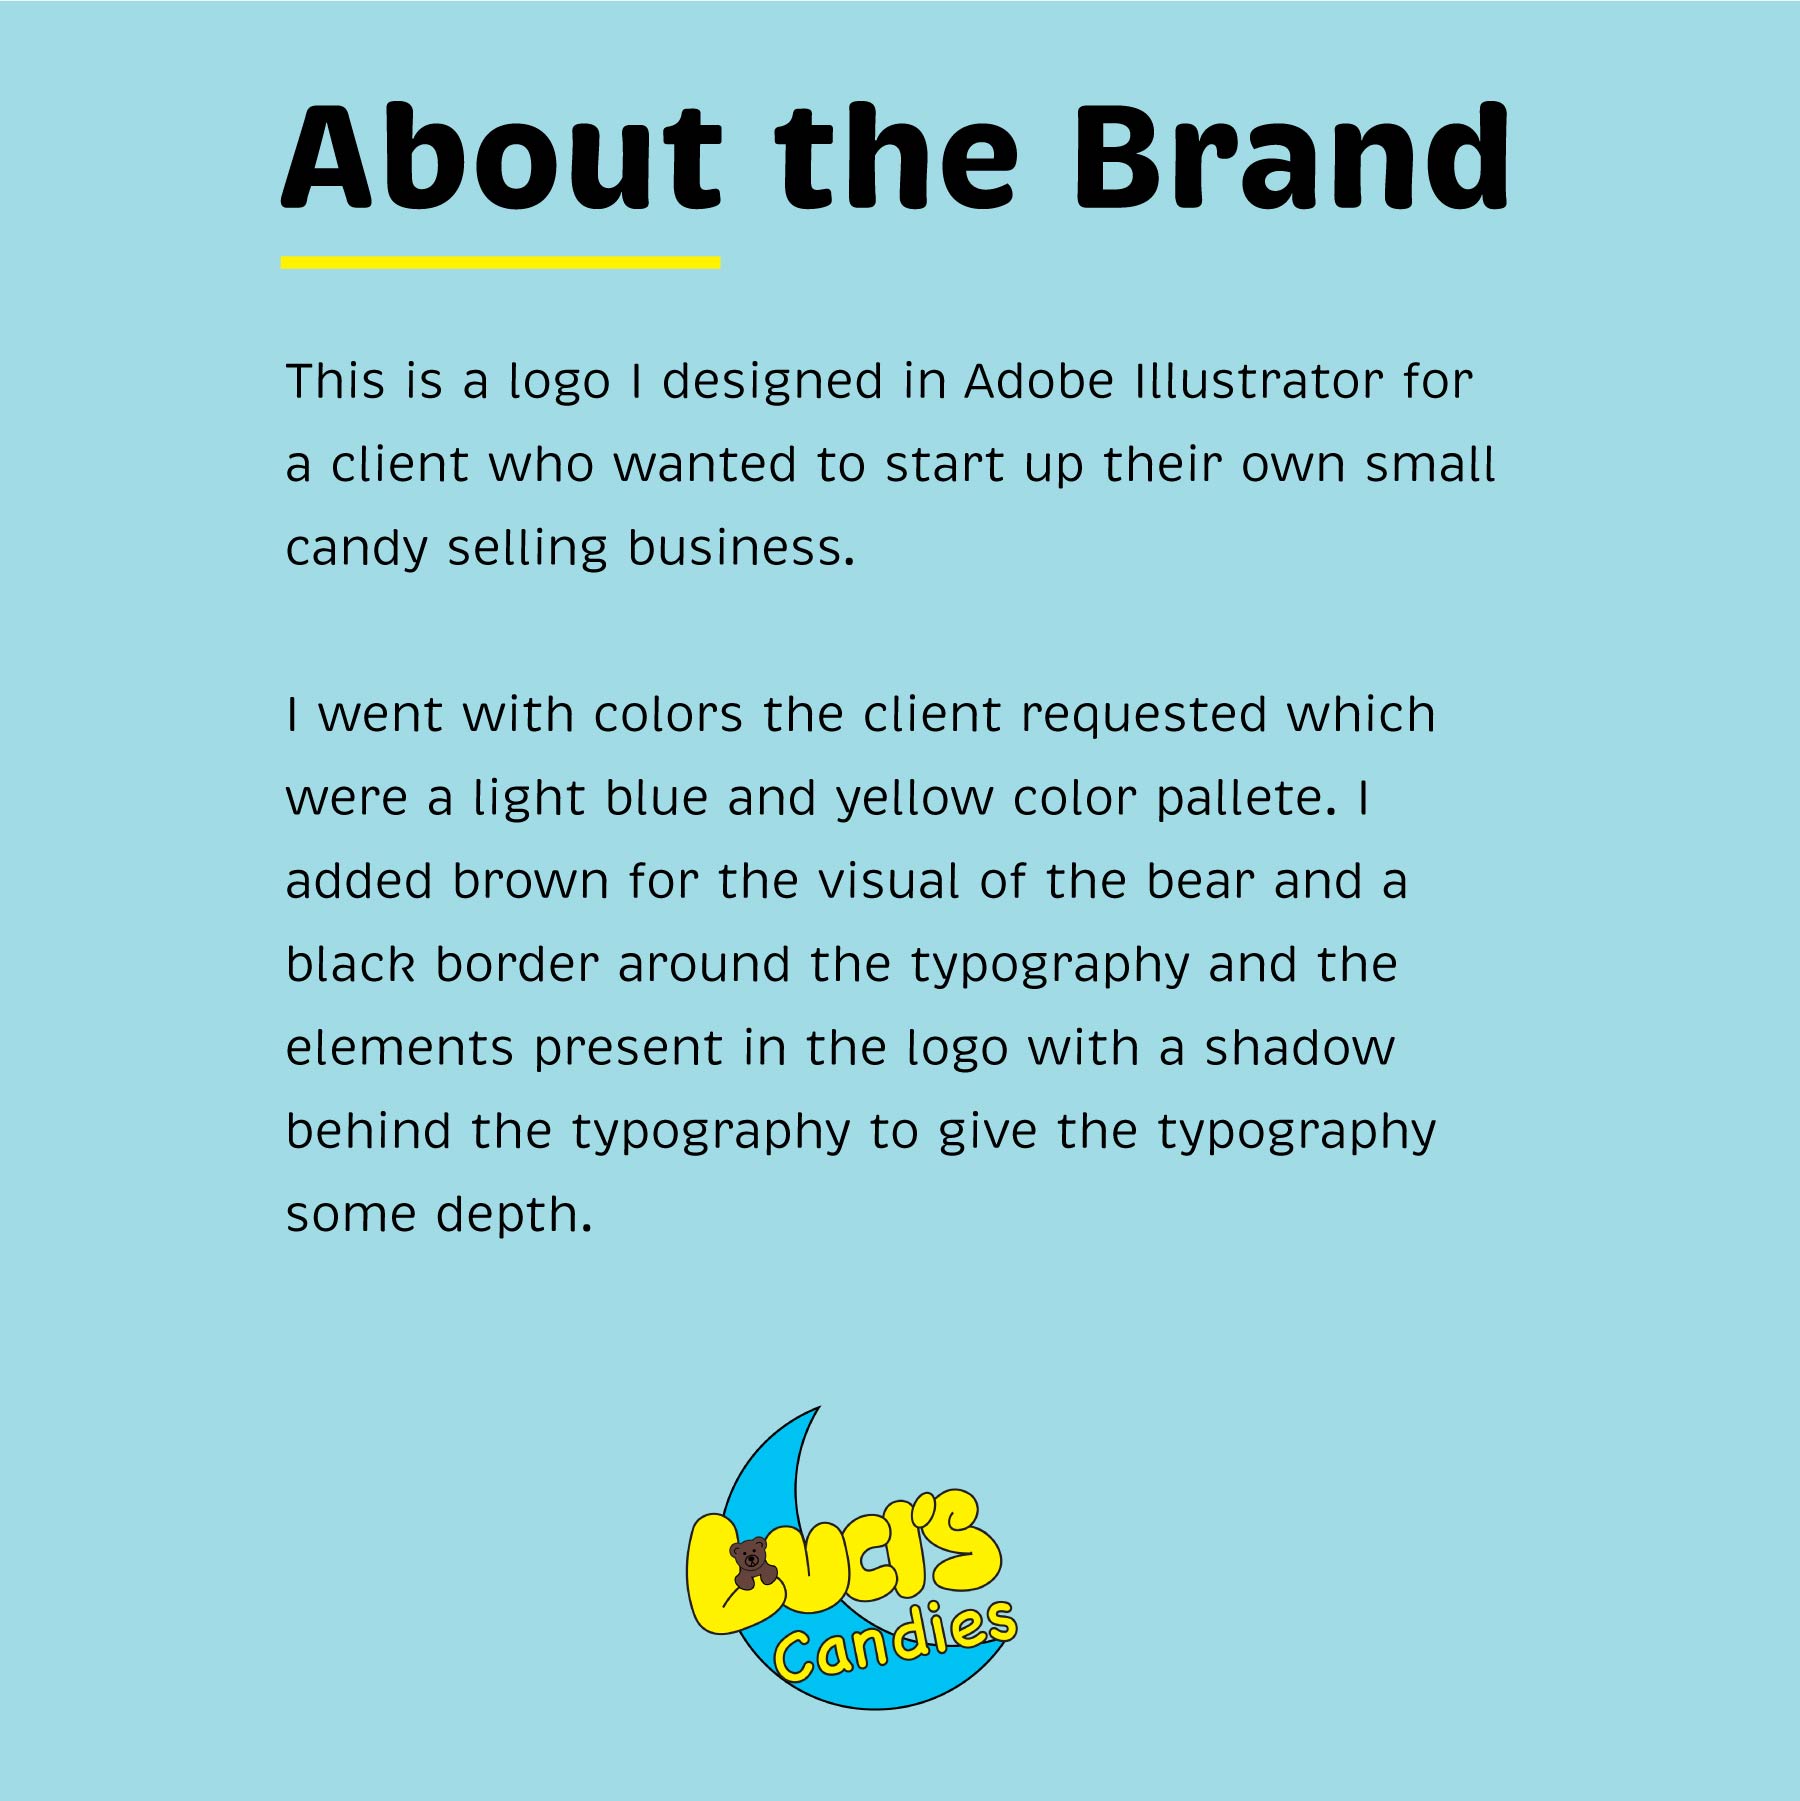 About the Brand
This is a logo I designed in Adobe Illustrator for
a client who wanted to start up their own small
candy selling business.
I went with colors the client requested which
were a light blue and yellow color pallete. I
added brown for the visual of the bear and a
black border around the typography and the
elements present in the logo with a shadow
behind the typography to give the typography
some depth.
Luci's
Candies